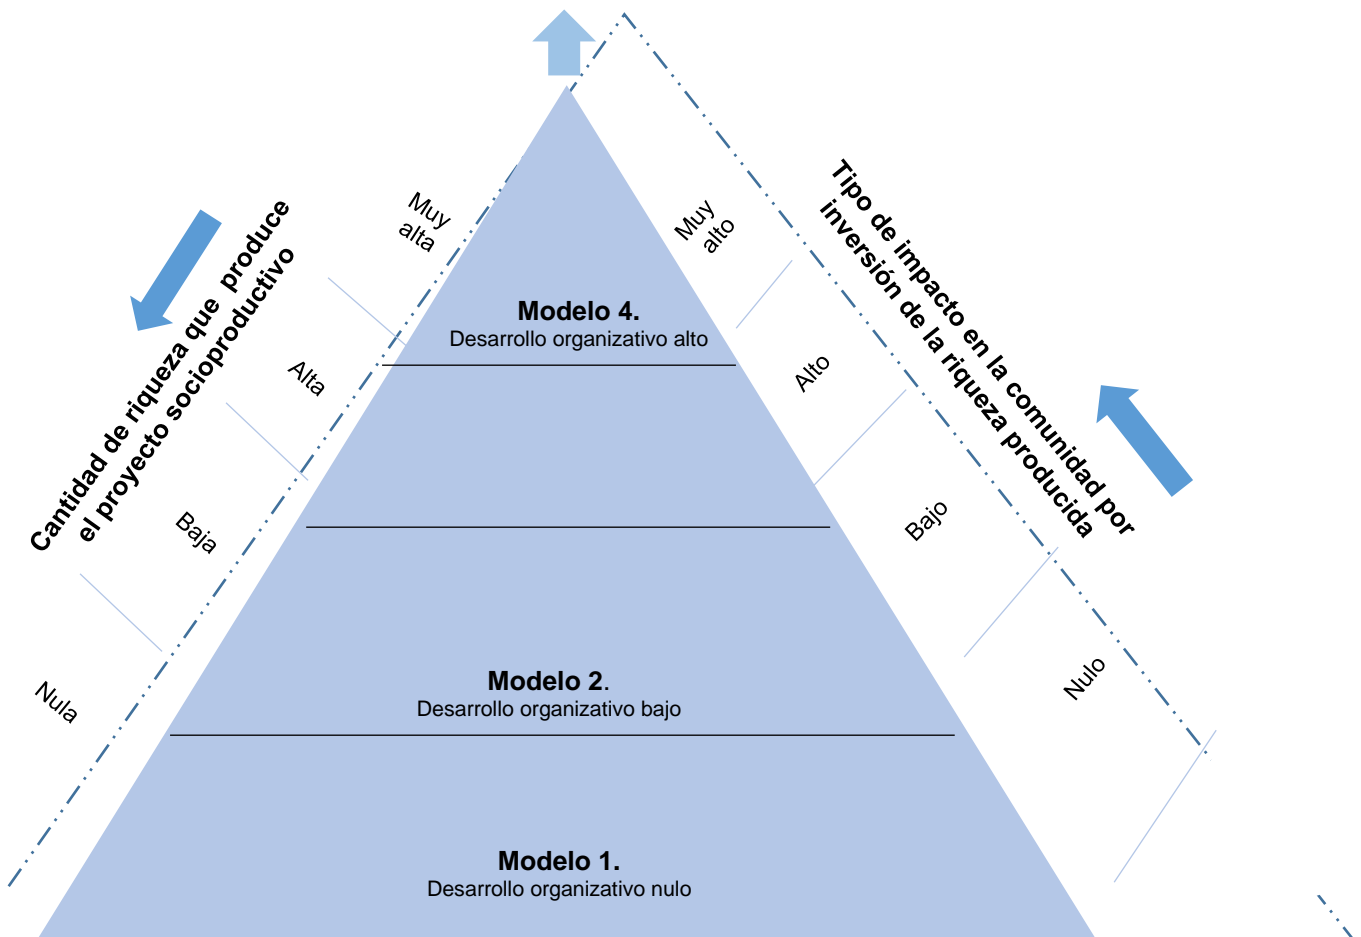 Cantidad de riqueza que produce
el proyecto socioproductivo
Muy
alta
Alta
Baja
Nula
Modelo 4.
Desarrollo organizativo alto
Modelo 2.
Desarrollo organizativo bajo
Modelo 1.
Desarrollo organizativo nulo
Muy
alto
Alto
Bajo
Nulo
Tipo de impacto en la comunidad por
inversión de la riqueza producida